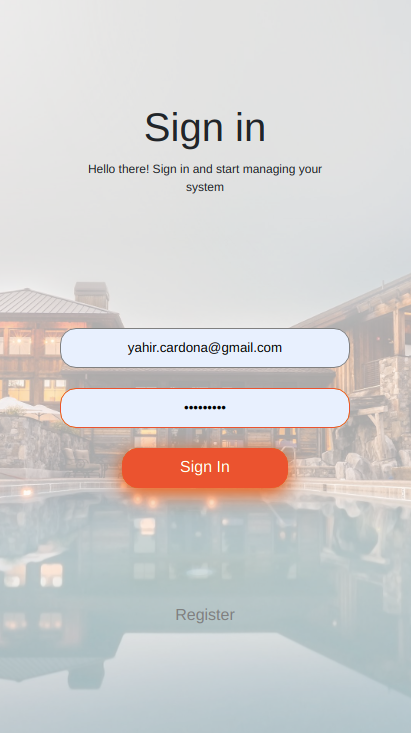 Sign in
Hello there! Sign in and start managing your
system
yahir.cardona@gmail.com
•••••••••
Sign In
Register